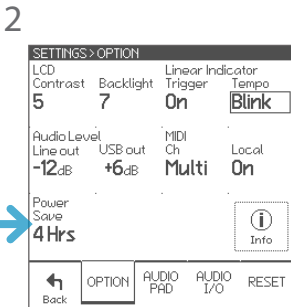 2
SETTINGS>OPTION
LCD Linear Indicator
Contrast Backlight Trigger Tempo
5 7 On Blink
Audio Level MIDI
Line out USB out Ch Local
-12dB +6dB Multi On
Power
Save
4 Hrs
i
Info
Back OPTION AUDIO PAD AUDIO I/O RESET